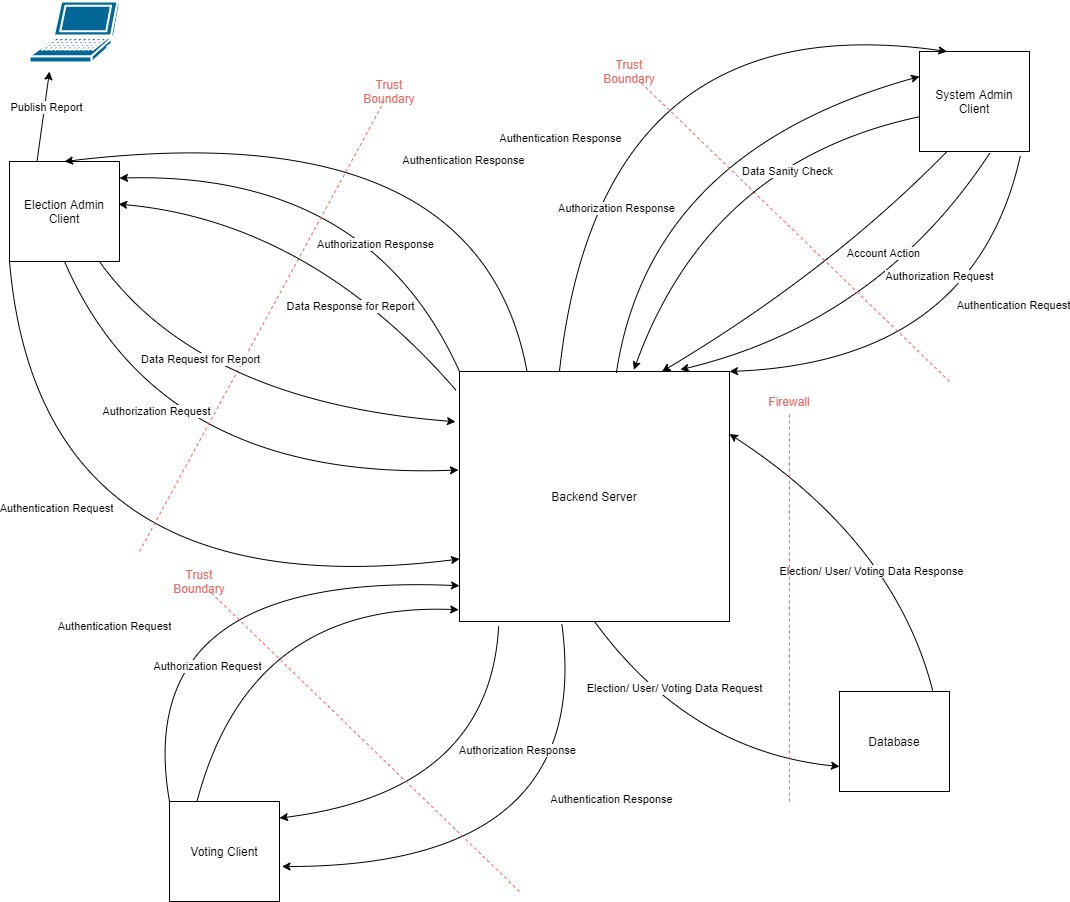 Publish Report
Trust
Boundary
Trust
Boundary
System Admin
Client
Authentication Response
Authentication Response
Data Sanity Check
Election Admin
Client
Authorization Response
Authorization Response
Account Action
Authorization Request
Data Response for Report
Authentication Request
Data Request for Report
Authorization Request
Firewall
Backend Server
Authentication Request
Trust
Boundary
Election/ User/ Voting Data Response
Authentication Request
Authorization Request
Election/ User/ Voting Data Request
Database
Authorization Response
Authentication Response
Voting Client